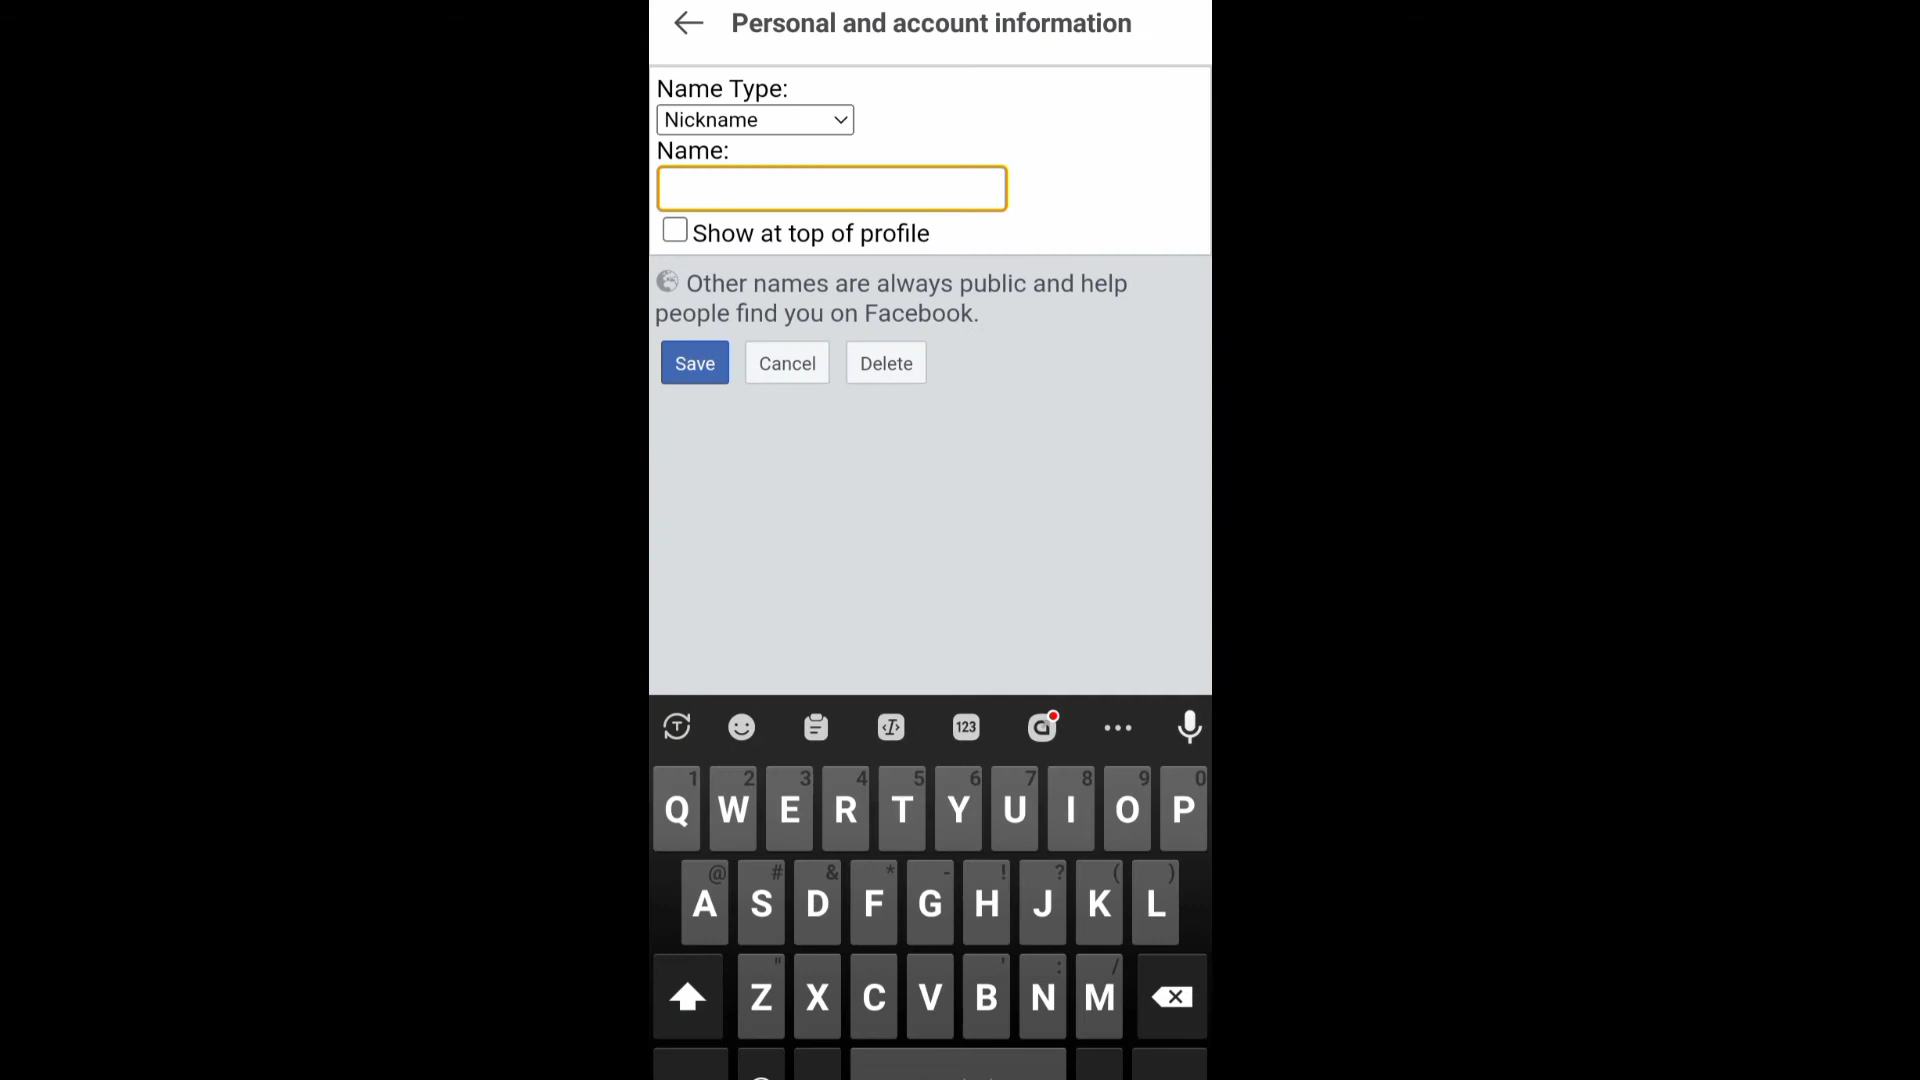 Personal and account information
Name Type:
Nickname
Name:
Show at top of profile
Other names are always public and help
people find you on Facebook.
Save Cancel Delete
T 123
1 2 3 4 5 6 7 8 9 0
Q W E R T Y U I O P
@ # & * - ! ? ( )
A S D F G H J K L
" ' : /
Z X C V B N M